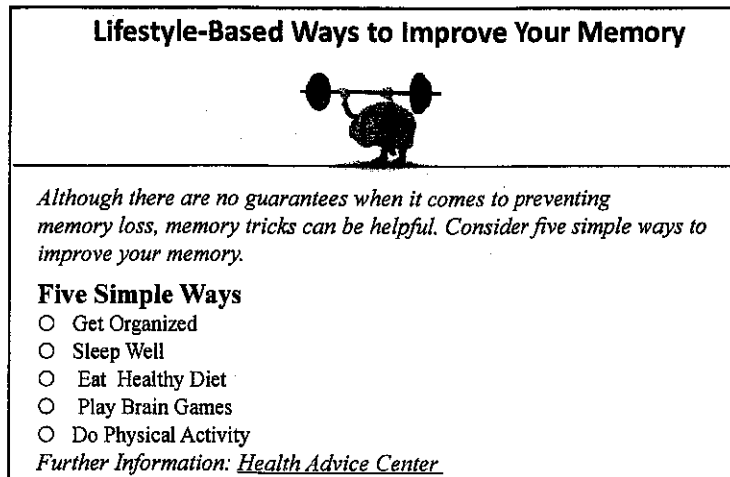 Lifestyle-Based Ways to Improve Your Memory
Although there are no guarantees when it comes to preventing
memory loss, memory tricks can be helpful. Consider five simple ways to
improve your memory.
Five Simple Ways
Get Organized
Sleep Well
Eat Healthy Diet
Play Brain Games
Do Physical Activity
Further Information: Health Advice Center